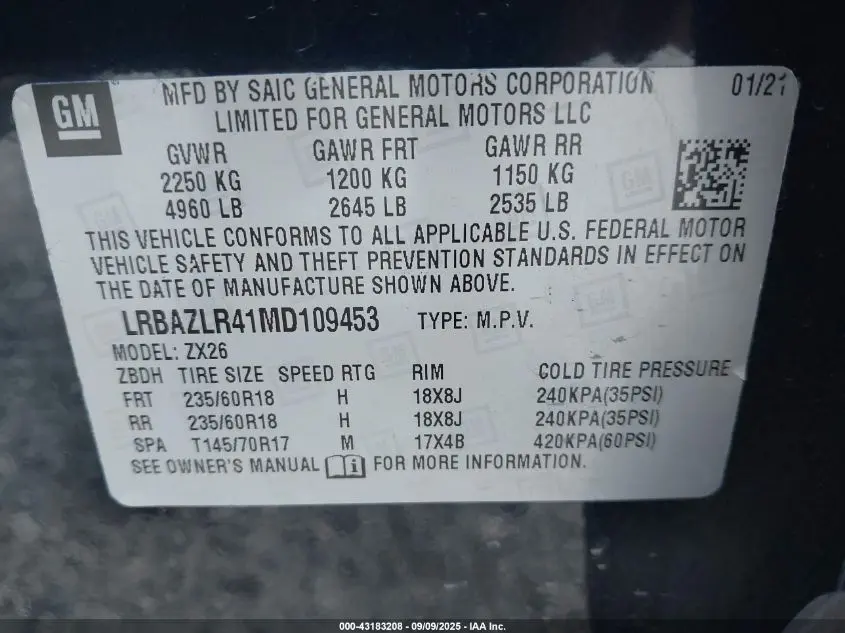 GM
MFD BY SAIC GENERAL MOTORS CORPORATION 01/21
LIMITED FOR GENERAL MOTORS LLC
GVWR GAWR FRT GAWR RR
2250 KG 1200 KG 1150 KG
4960 LB 2645 LB 2535 LB
THIS VEHICLE CONFORMS TO ALL APPLICABLE U.S. FEDERAL MOTOR
VEHICLE SAFETY AND THEFT PREVENTION STANDARDS IN EFFECT ON
THE DATE OF MANUFACTURE SHOWN ABOVE.
LRBAZLR41MD109453 TYPE: M.P.V.
MODEL: ZX26
ZBDH TIRE SIZE SPEED RTG RIM COLD TIRE PRESSURE
FRT 235/60R18 H 18X8J 240KPA(35PSI)
RR 235/60R18 H 18X8J 240KPA(35PSI)
SPA T145/70R17 M 17X4B 420KPA(60PSI)
SEE OWNER'S MANUAL FOR MORE INFORMATION.
000-43183208 - 09/09/2025 - IAA Inc.